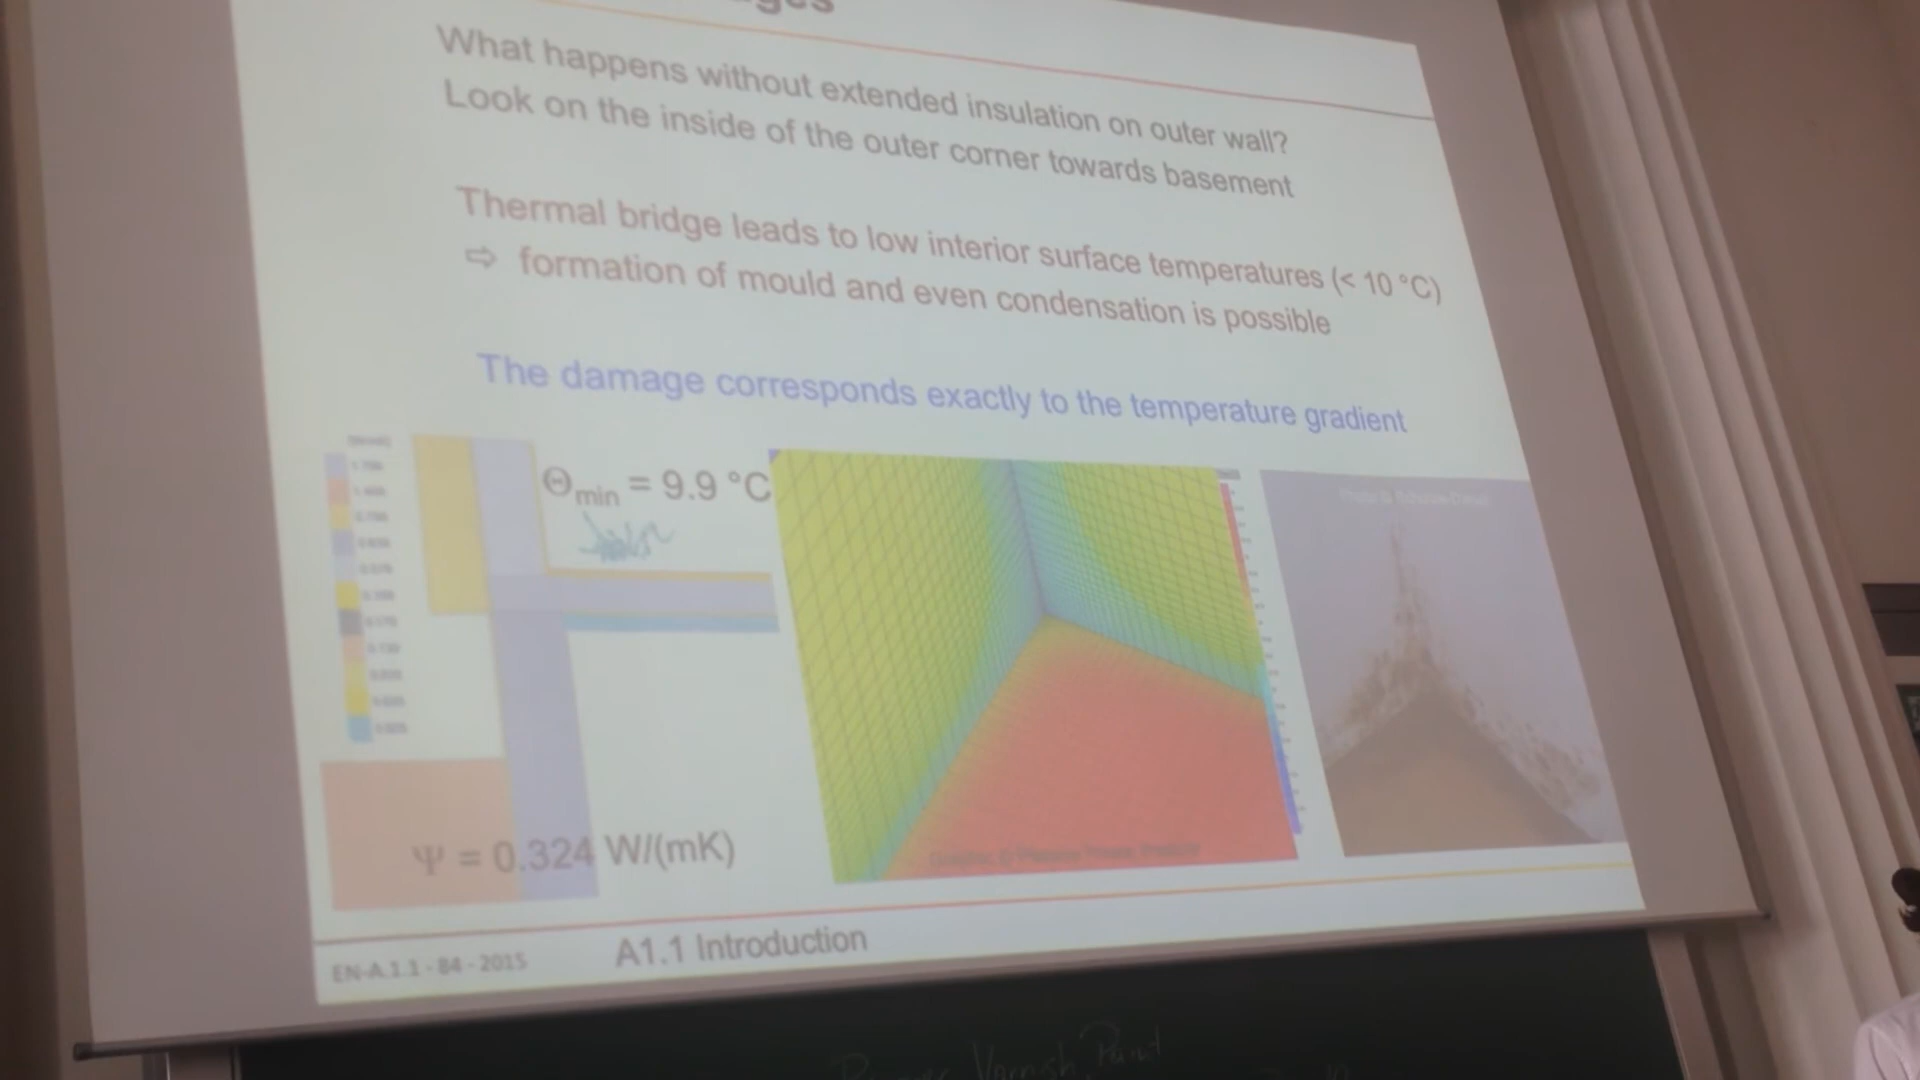 What happens without extended insulation on outer wall?
Look on the inside of the outer corner towards basement
Thermal bridge leads to low interior surface temperatures (< 10 °C)
⇨ formation of mould and even condensation is possible
The damage corresponds exactly to the temperature gradient
Θmin = 9.9 °C
Ψ = 0.324 W/(mK)
EN-A.1.1 - 84 - 2015
A1.1 Introduction
Varnish Paint